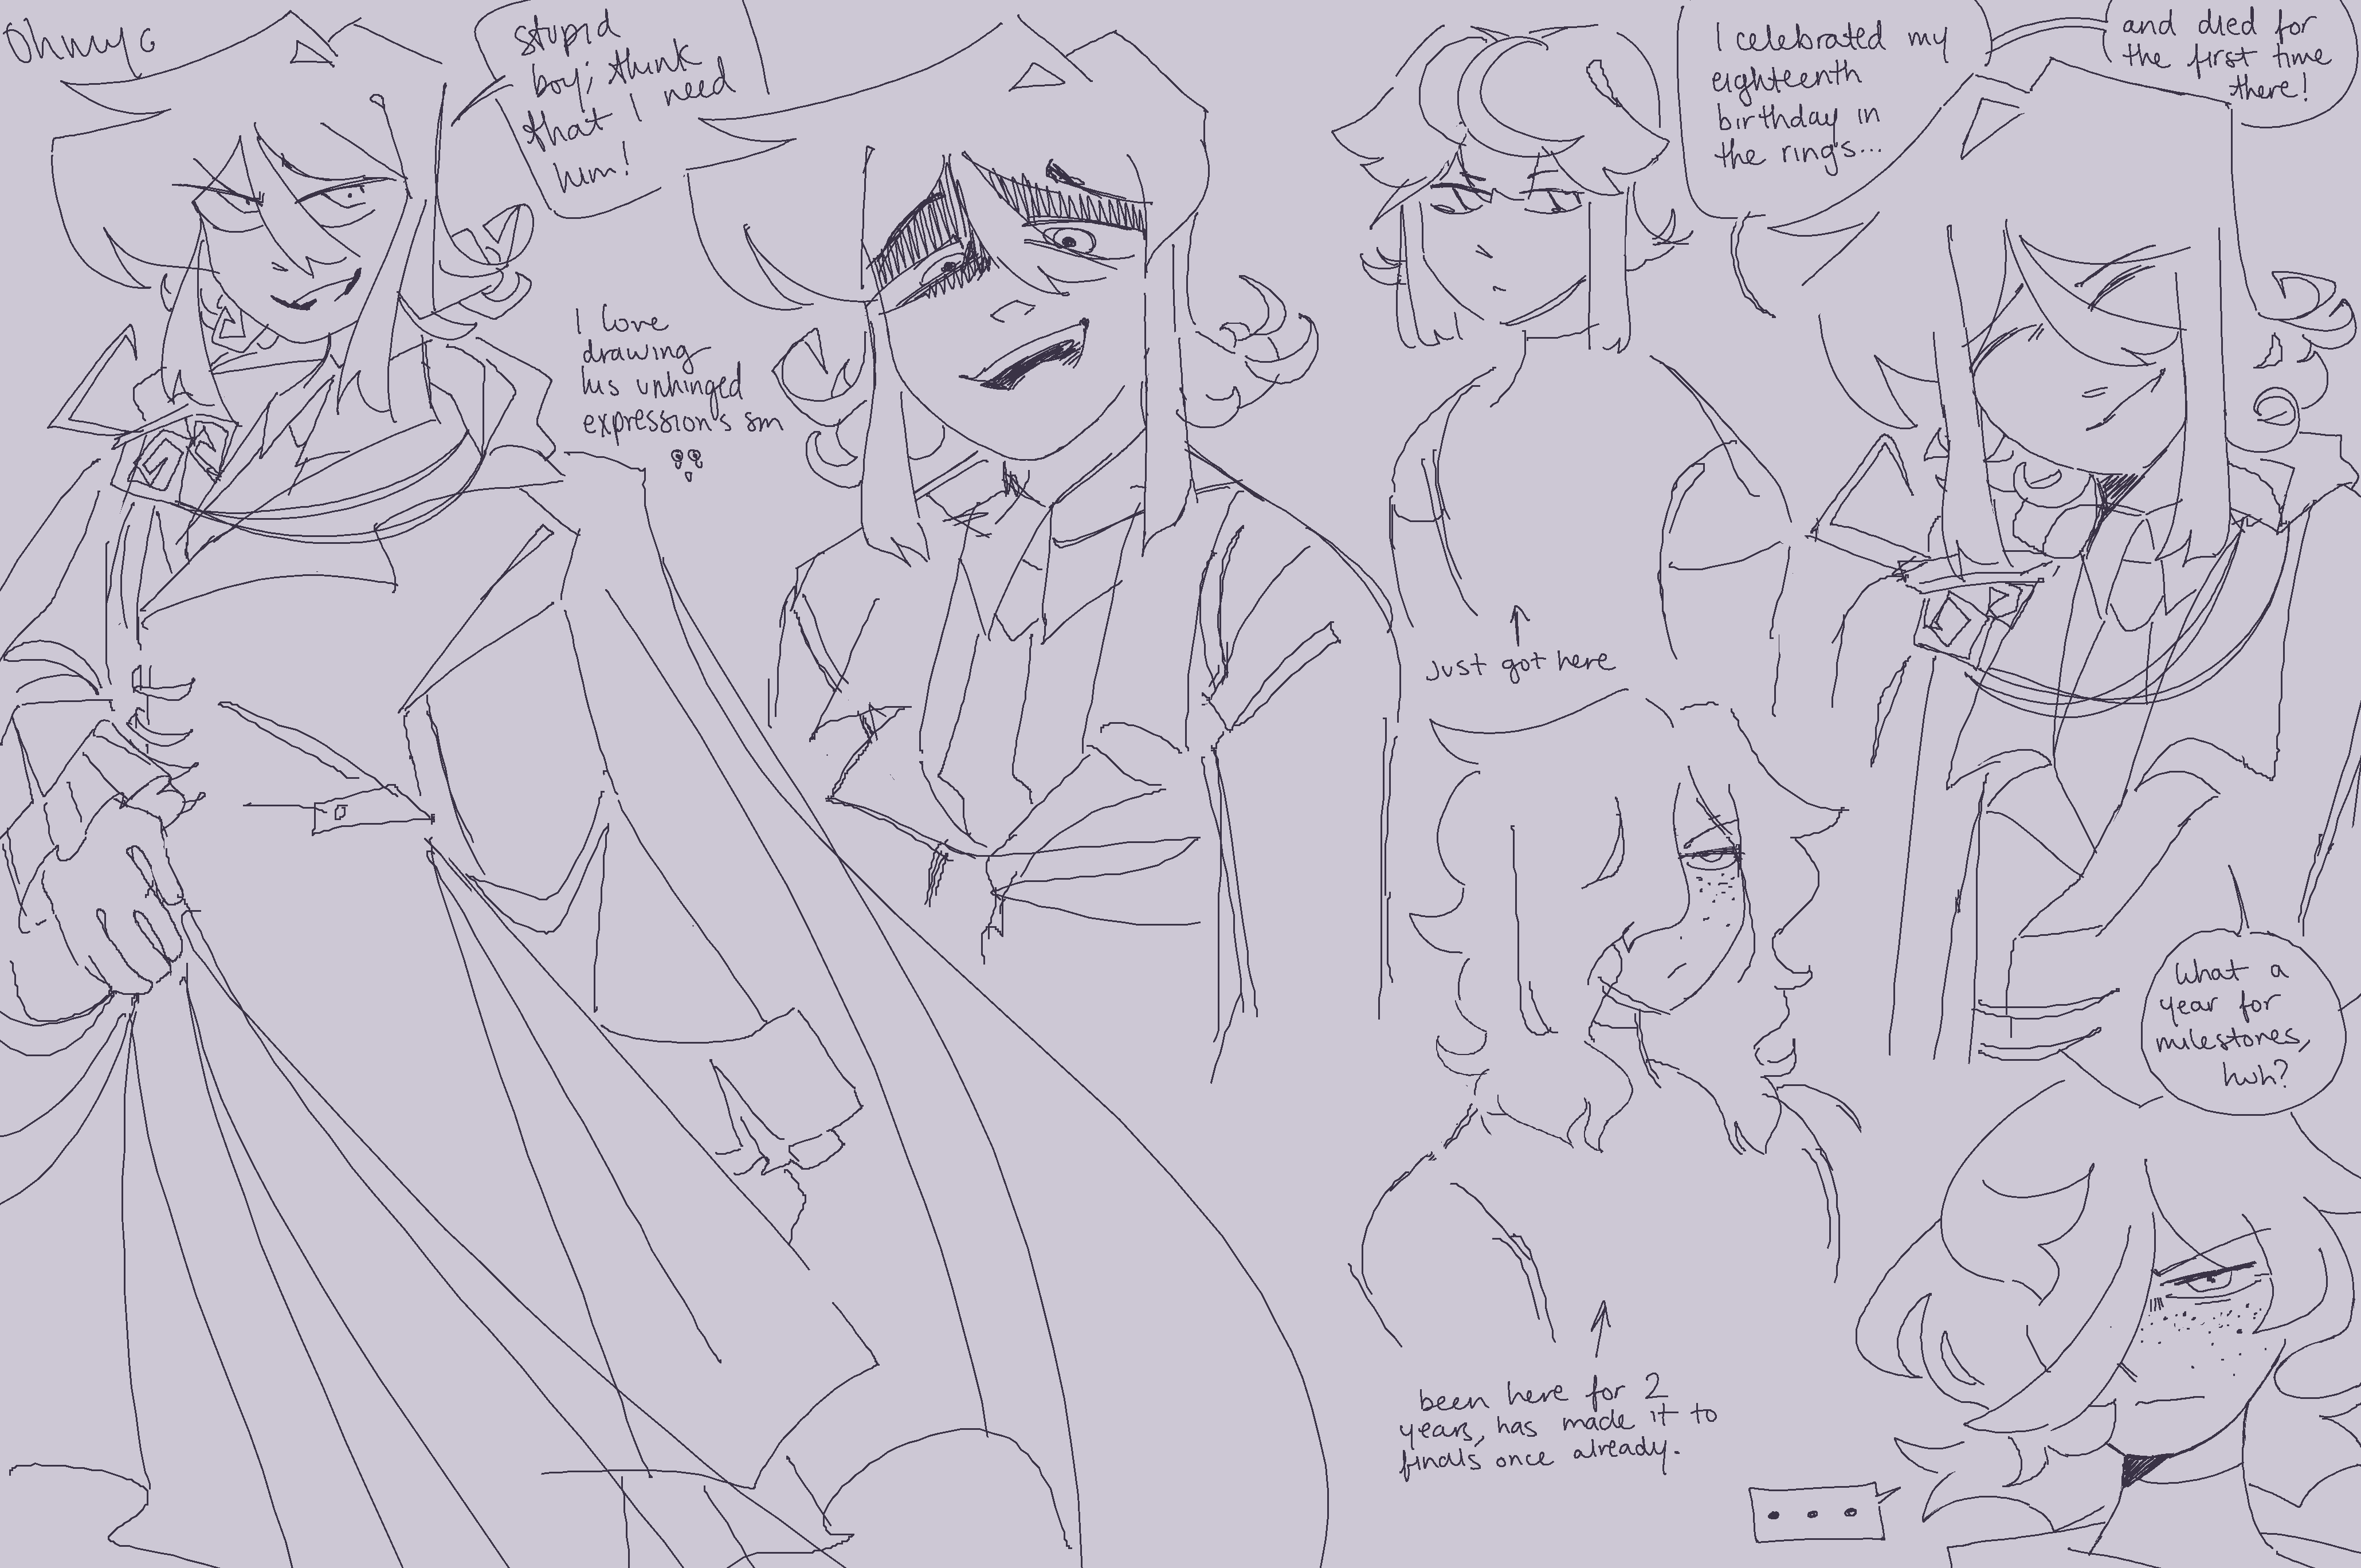 Ohmyg
stupid
boy; think
that I need
him!
I love
drawing
his unhinged
expressions sm
I celebrated my
eighteenth
birthday in
the rings...
and died for
the first time
there!
Just got here
What a
year for
milestones,
huh?
been here for 2
years, has made it to
finals once already.
...